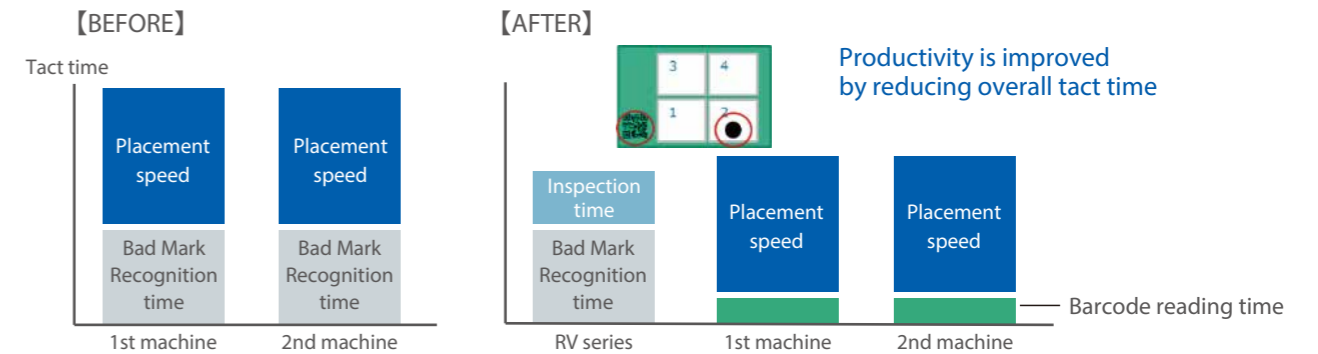 【BEFORE】
Tact time
Placement
speed
Placement
speed
Bad Mark
Recognition
time
Bad Mark
Recognition
time
1st machine
2nd machine
【AFTER】
3
4
1
2
Productivity is improved
by reducing overall tact time
Inspection
time
Bad Mark
Recognition
time
Placement
speed
Placement
speed
Barcode reading time
RV series
1st machine
2nd machine